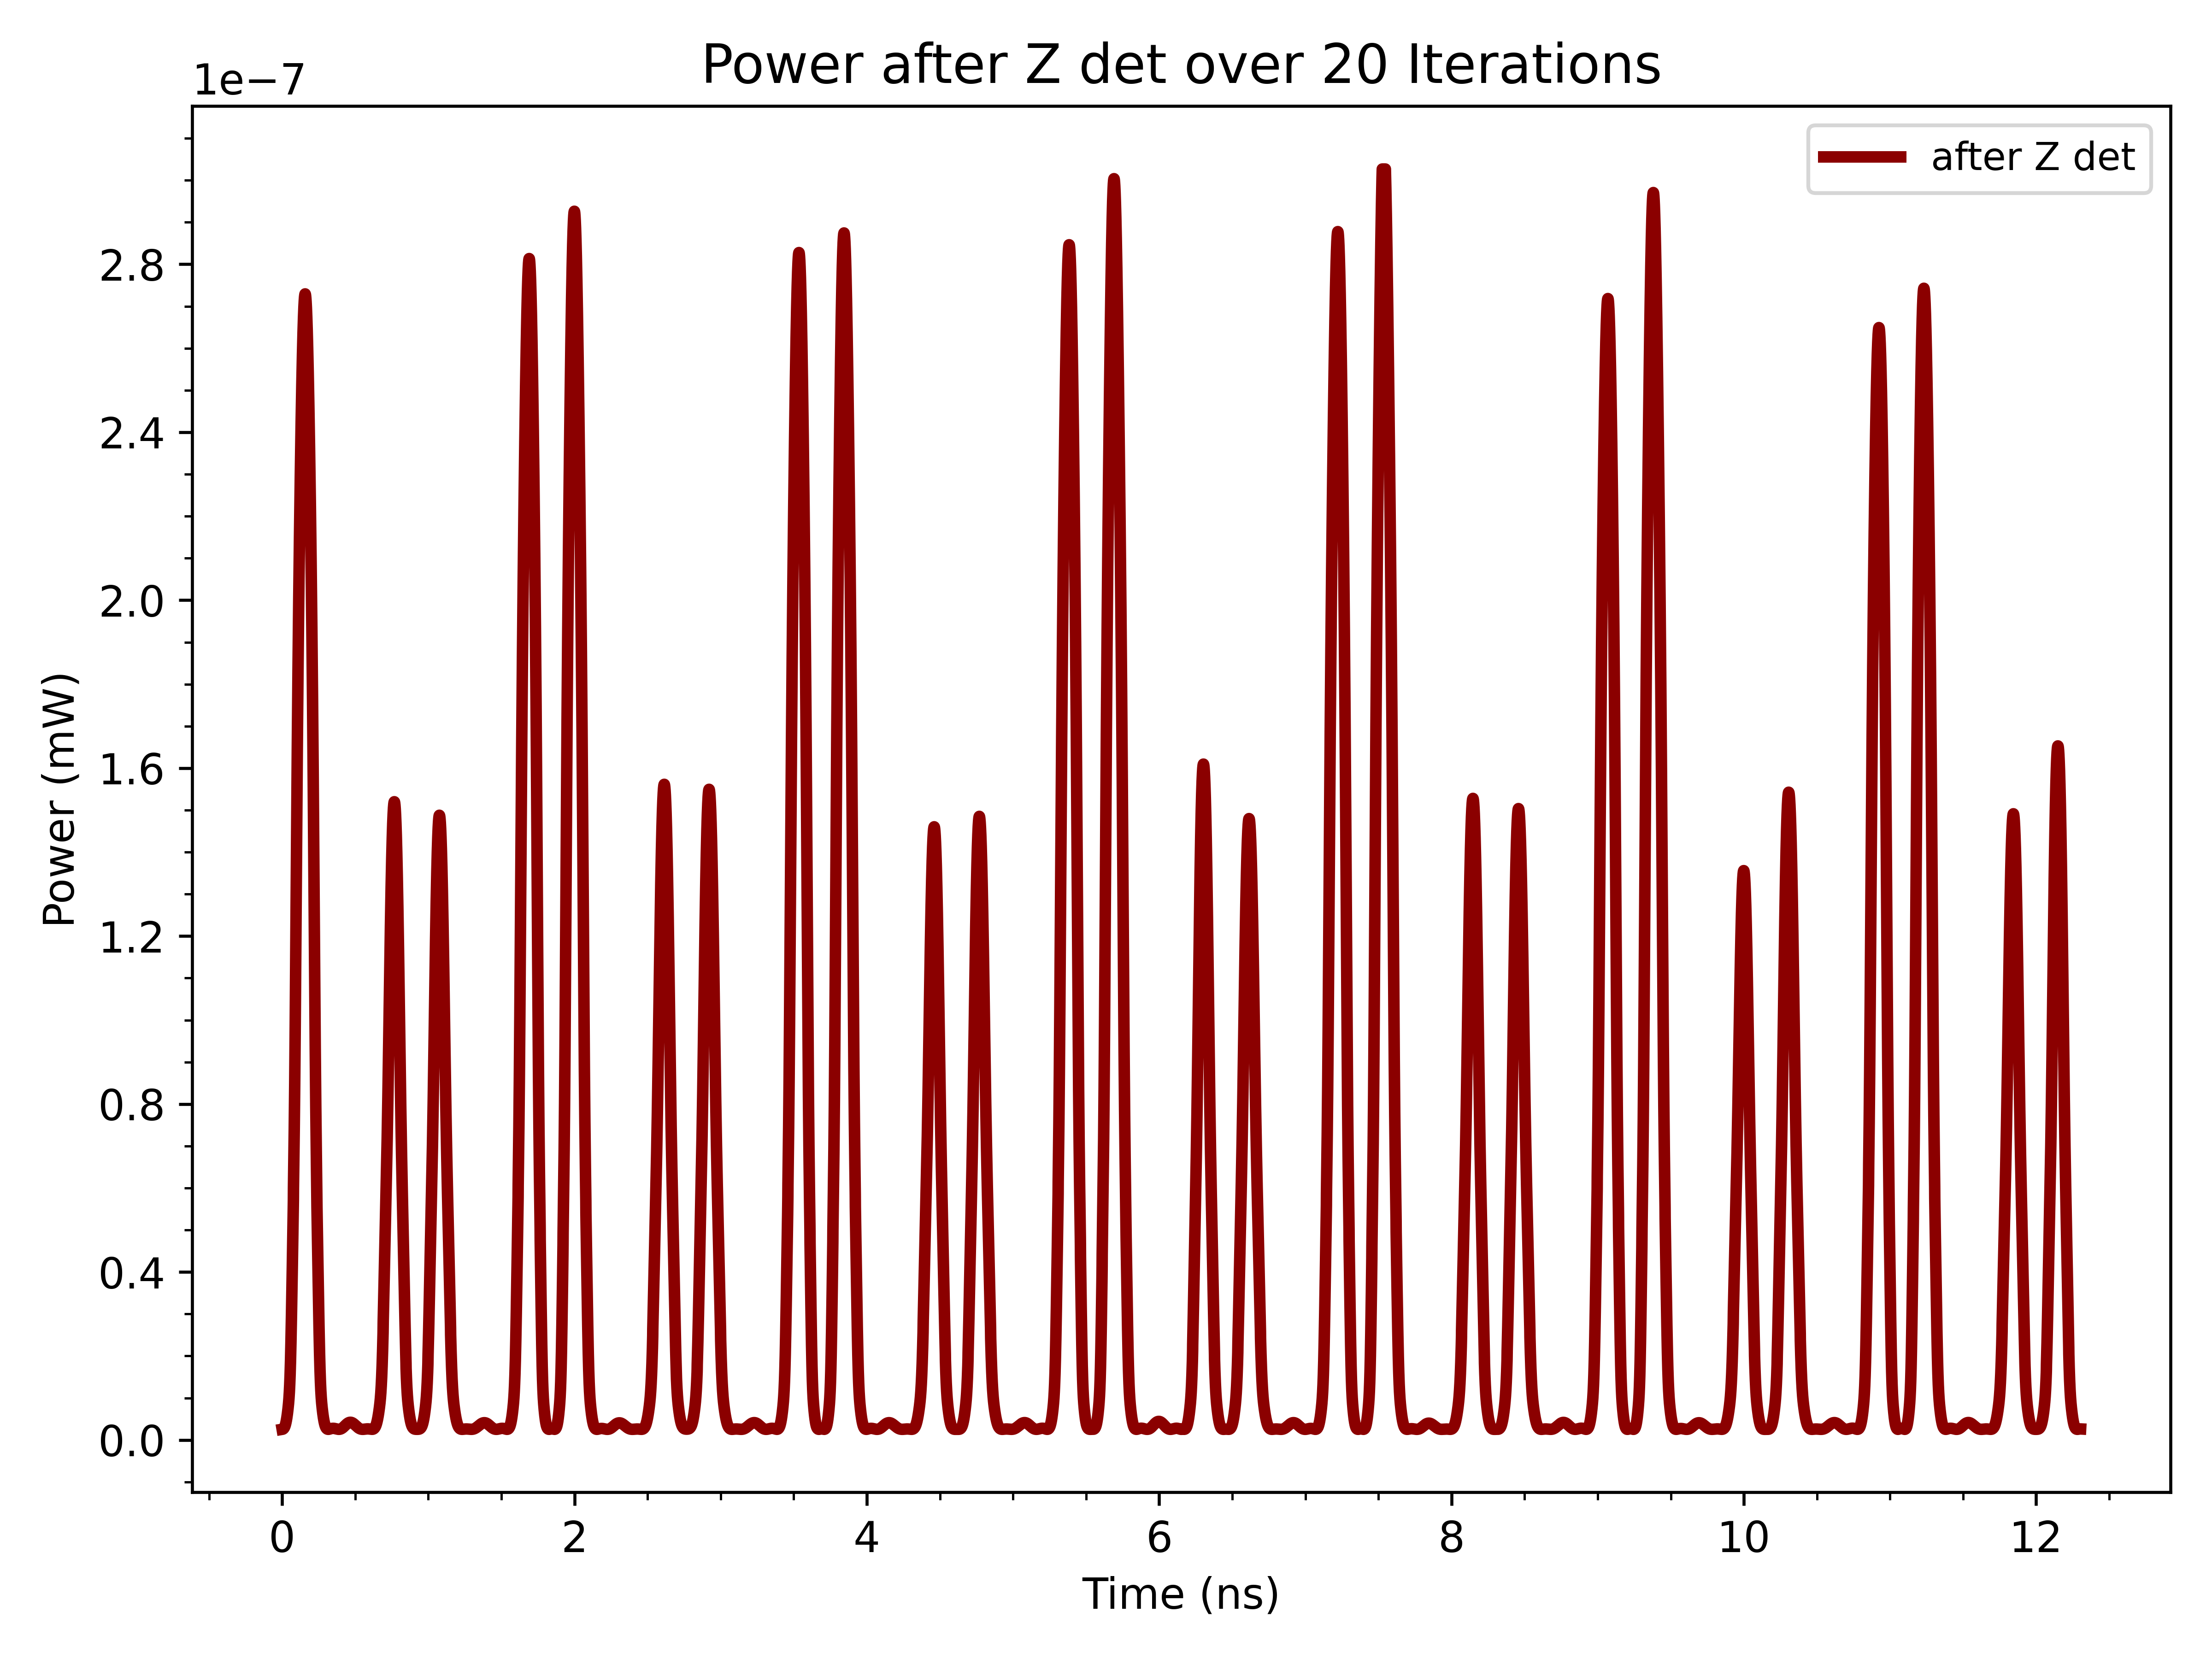 Power after Z det over 20 Iterations
1e−7
after Z det
2.8
2.4
2.0
1.6
1.2
0.8
0.4
0.0
Power (mW)
0 2 4 6 8 10 12
Time (ns)